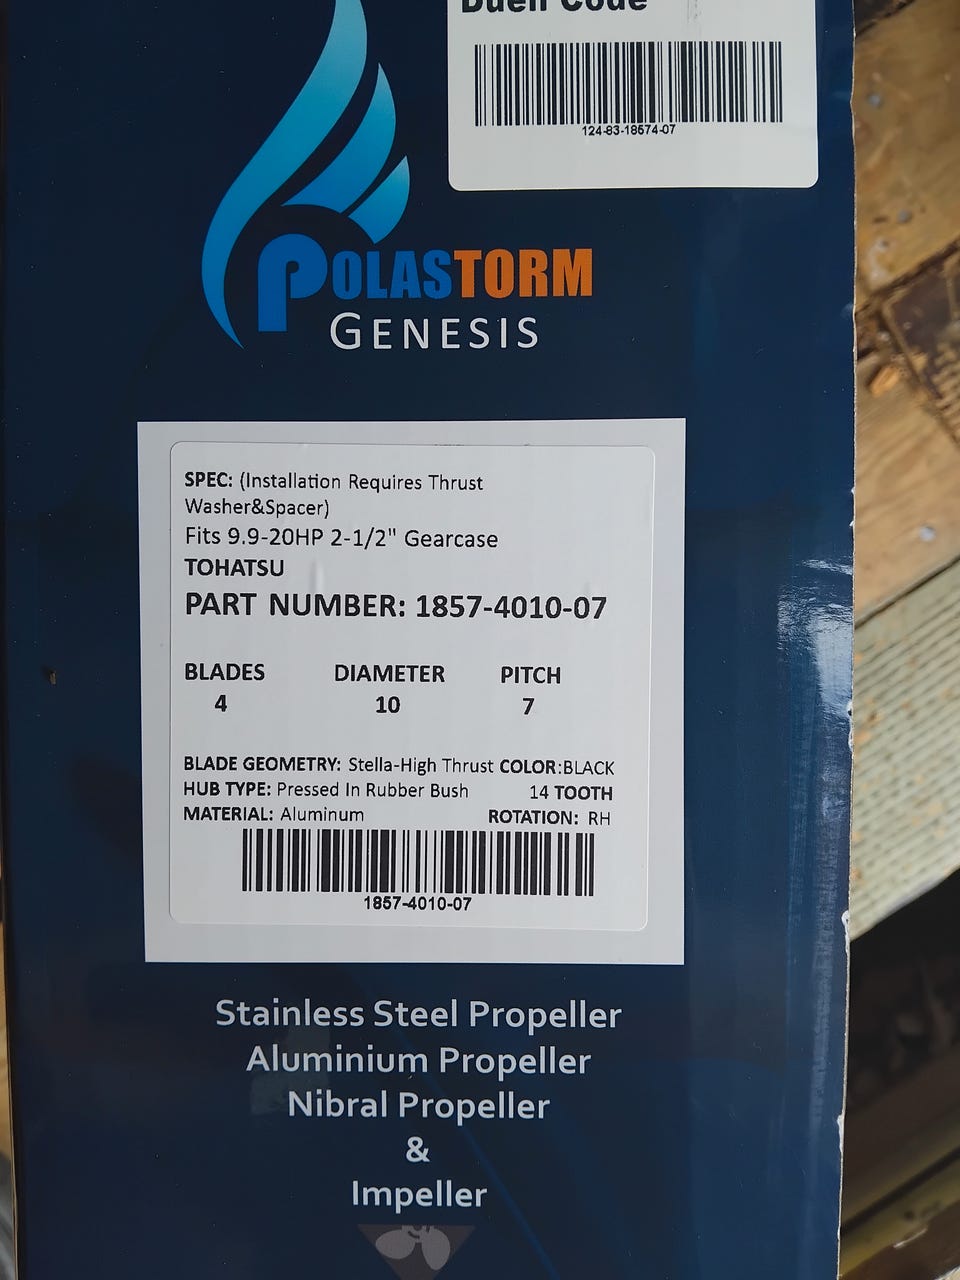 Duell Code
124-83-18574-07
POLASTORM
GENESIS
SPEC: (Installation Requires Thrust
Washer&Spacer)
Fits 9.9-20HP 2-1/2" Gearcase
TOHATSU
PART NUMBER: 1857-4010-07
BLADES DIAMETER PITCH
4 10 7
BLADE GEOMETRY: Stella-High Thrust COLOR:BLACK
HUB TYPE: Pressed In Rubber Bush 14 TOOTH
MATERIAL: Aluminum ROTATION: RH
1857-4010-07
Stainless Steel Propeller
Aluminium Propeller
Nibral Propeller
&
Impeller